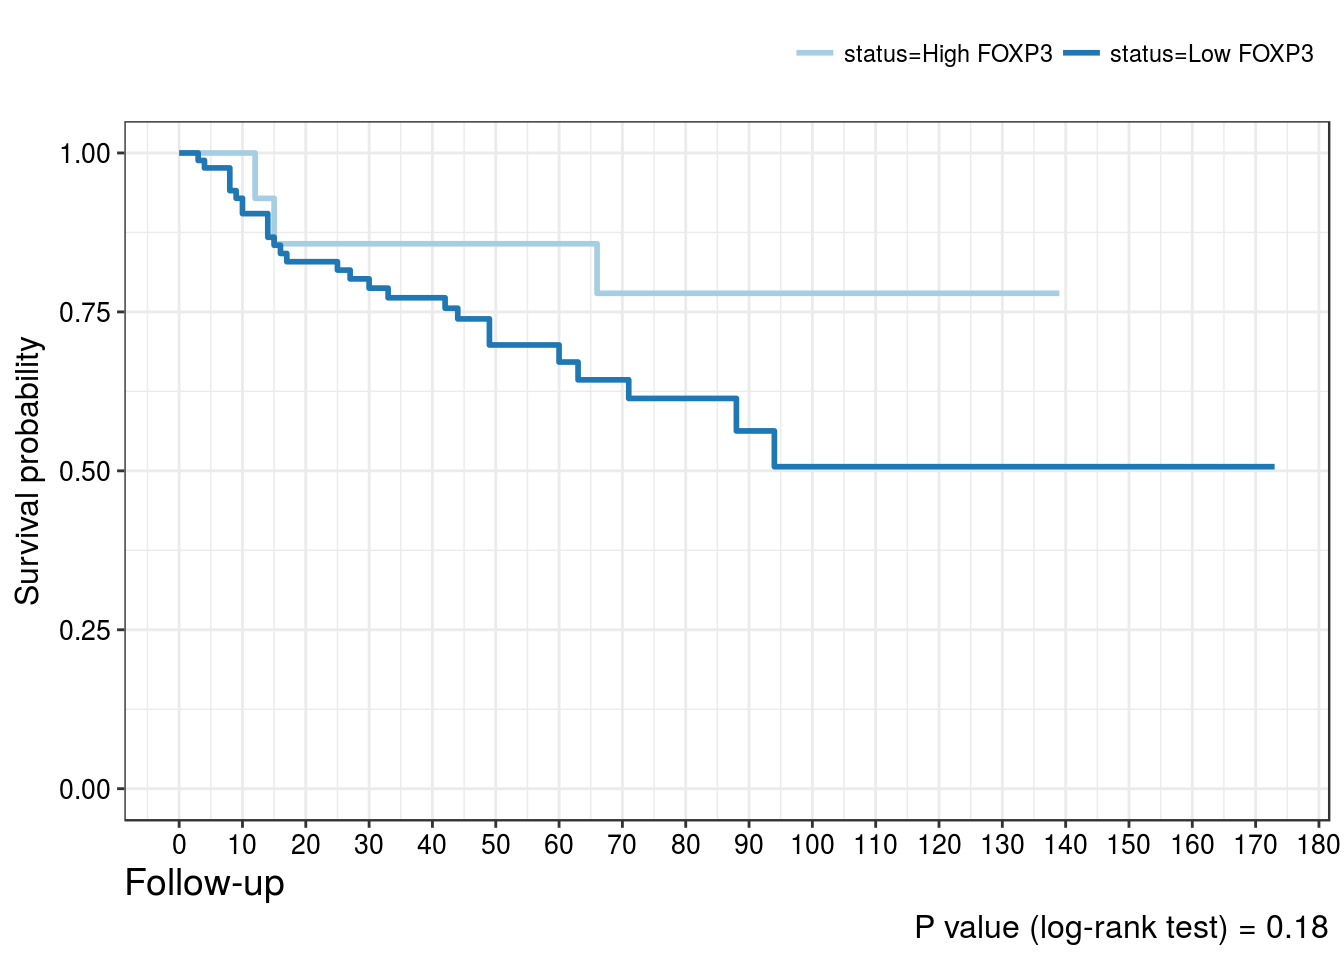 status=High FOXP3 status=Low FOXP3
Survival probability
1.00
0.75
0.50
0.25
0.00
0 10 20 30 40 50 60 70 80 90 100 110 120 130 140 150 160 170 180
Follow-up
P value (log-rank test) = 0.18